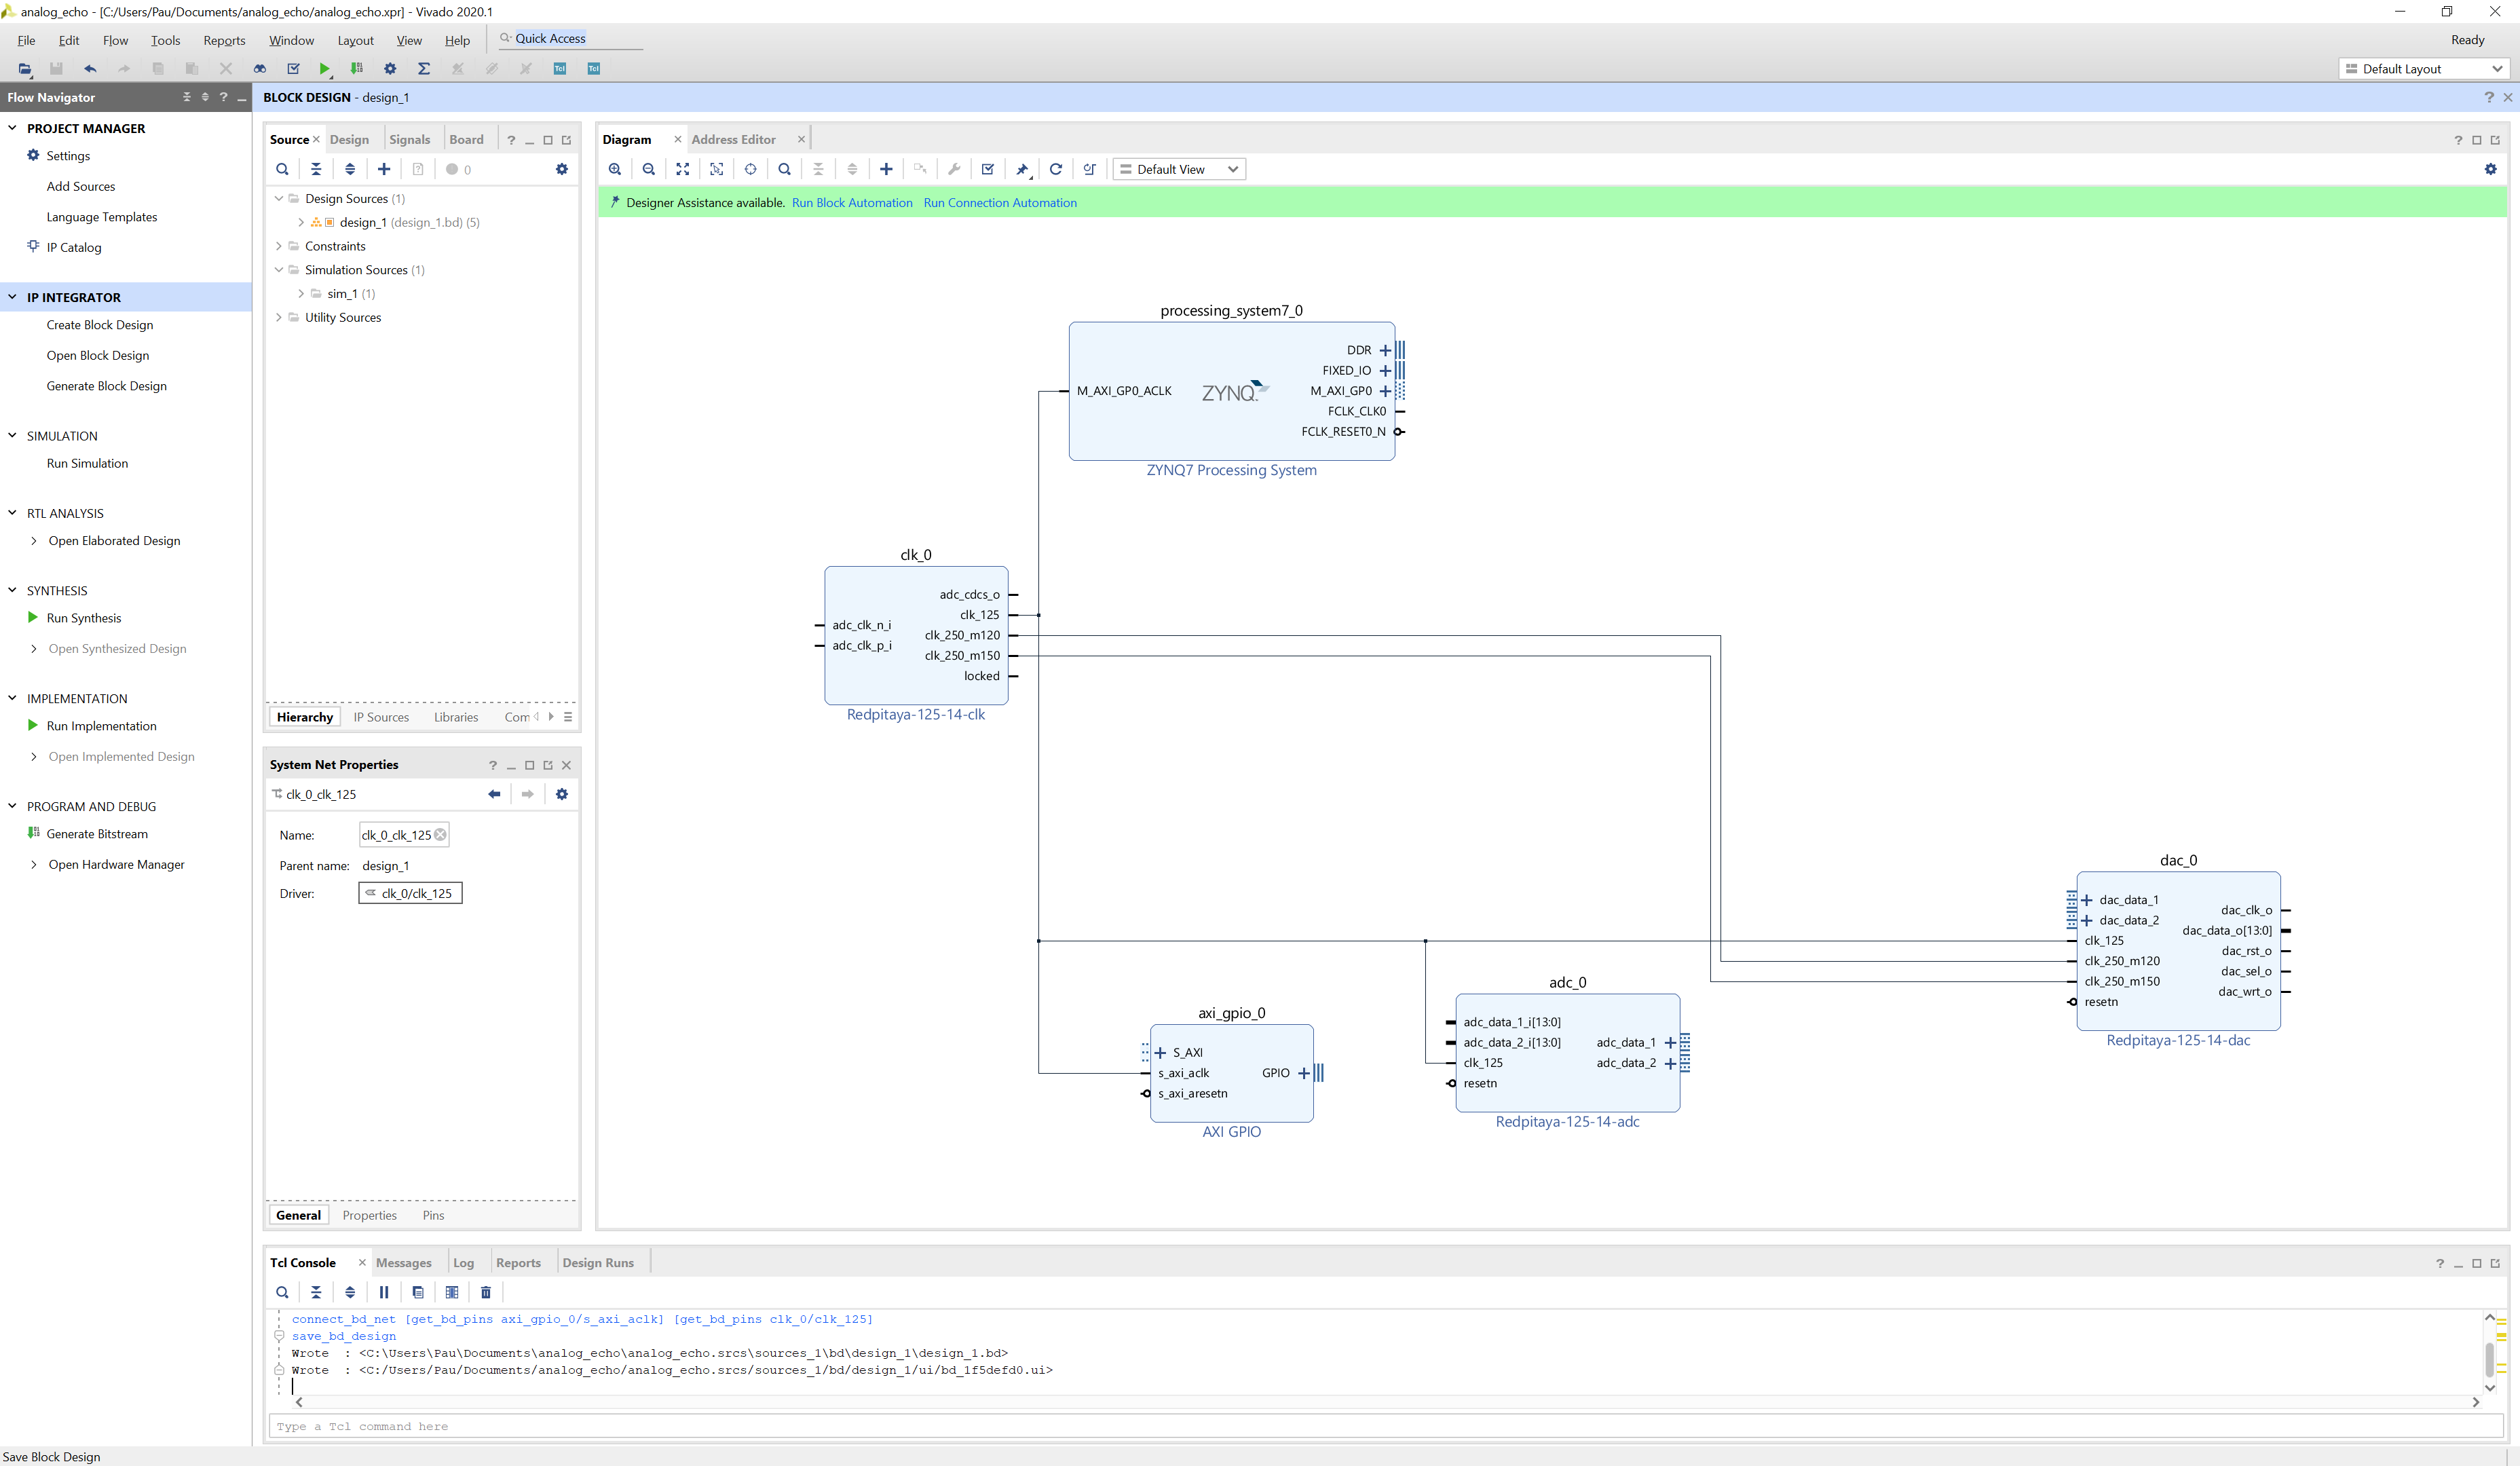 analog_echo - [C:/Users/Pau/Documents/analog_echo/analog_echo.xpr] - Vivado 2020.1
File Edit Flow Tools Reports Window Layout View Help Quick Access Ready
Default Layout
Flow Navigator
PROJECT MANAGER
Settings
Add Sources
Language Templates
IP Catalog
IP INTEGRATOR
Create Block Design
Open Block Design
Generate Block Design
SIMULATION
Run Simulation
RTL ANALYSIS
Open Elaborated Design
SYNTHESIS
Run Synthesis
Open Synthesized Design
IMPLEMENTATION
Run Implementation
Open Implemented Design
PROGRAM AND DEBUG
Generate Bitstream
Open Hardware Manager
BLOCK DESIGN - design_1
Source Design Signals Board
0
Design Sources (1)
design_1 (design_1.bd) (5)
Constraints
Simulation Sources (1)
sim_1 (1)
Utility Sources
Hierarchy IP Sources Libraries Com
System Net Properties
clk_0_clk_125
Name: clk_0_clk_125
Parent name: design_1
Driver: clk_0/clk_125
General Properties Pins
Diagram Address Editor
Default View
Designer Assistance available. Run Block Automation Run Connection Automation
processing_system7_0
DDR
FIXED_IO
M_AXI_GP0_ACLK ZYNQ M_AXI_GP0
FCLK_CLK0
FCLK_RESET0_N
ZYNQ7 Processing System
clk_0
adc_cdcs_o
clk_125
adc_clk_n_i clk_250_m120
adc_clk_p_i clk_250_m150
locked
Redpitaya-125-14-clk
dac_0
dac_data_1
dac_data_2
clk_125
clk_250_m120
clk_250_m150
resetn
dac_clk_o
dac_data_o[13:0]
dac_rst_o
dac_sel_o
dac_wrt_o
Redpitaya-125-14-dac
axi_gpio_0
S_AXI
s_axi_aclk GPIO
s_axi_aresetn
AXI GPIO
adc_0
adc_data_1_i[13:0]
adc_data_2_i[13:0] adc_data_1
clk_125 adc_data_2
resetn
Redpitaya-125-14-adc
Tcl Console Messages Log Reports Design Runs
connect_bd_net [get_bd_pins axi_gpio_0/s_axi_aclk] [get_bd_pins clk_0/clk_125]
save_bd_design
Wrote : <C:\Users\Pau\Documents\analog_echo\analog_echo.srcs\sources_1\bd\design_1\design_1.bd>
Wrote : <C:/Users/Pau/Documents/analog_echo/analog_echo.srcs/sources_1/bd/design_1/ui/bd_1f5defd0.ui>
Type a Tcl command here
Save Block Design